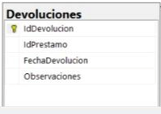 Devoluciones
IdDevolucion
IdPrestamo
FechaDevolucion
Observaciones